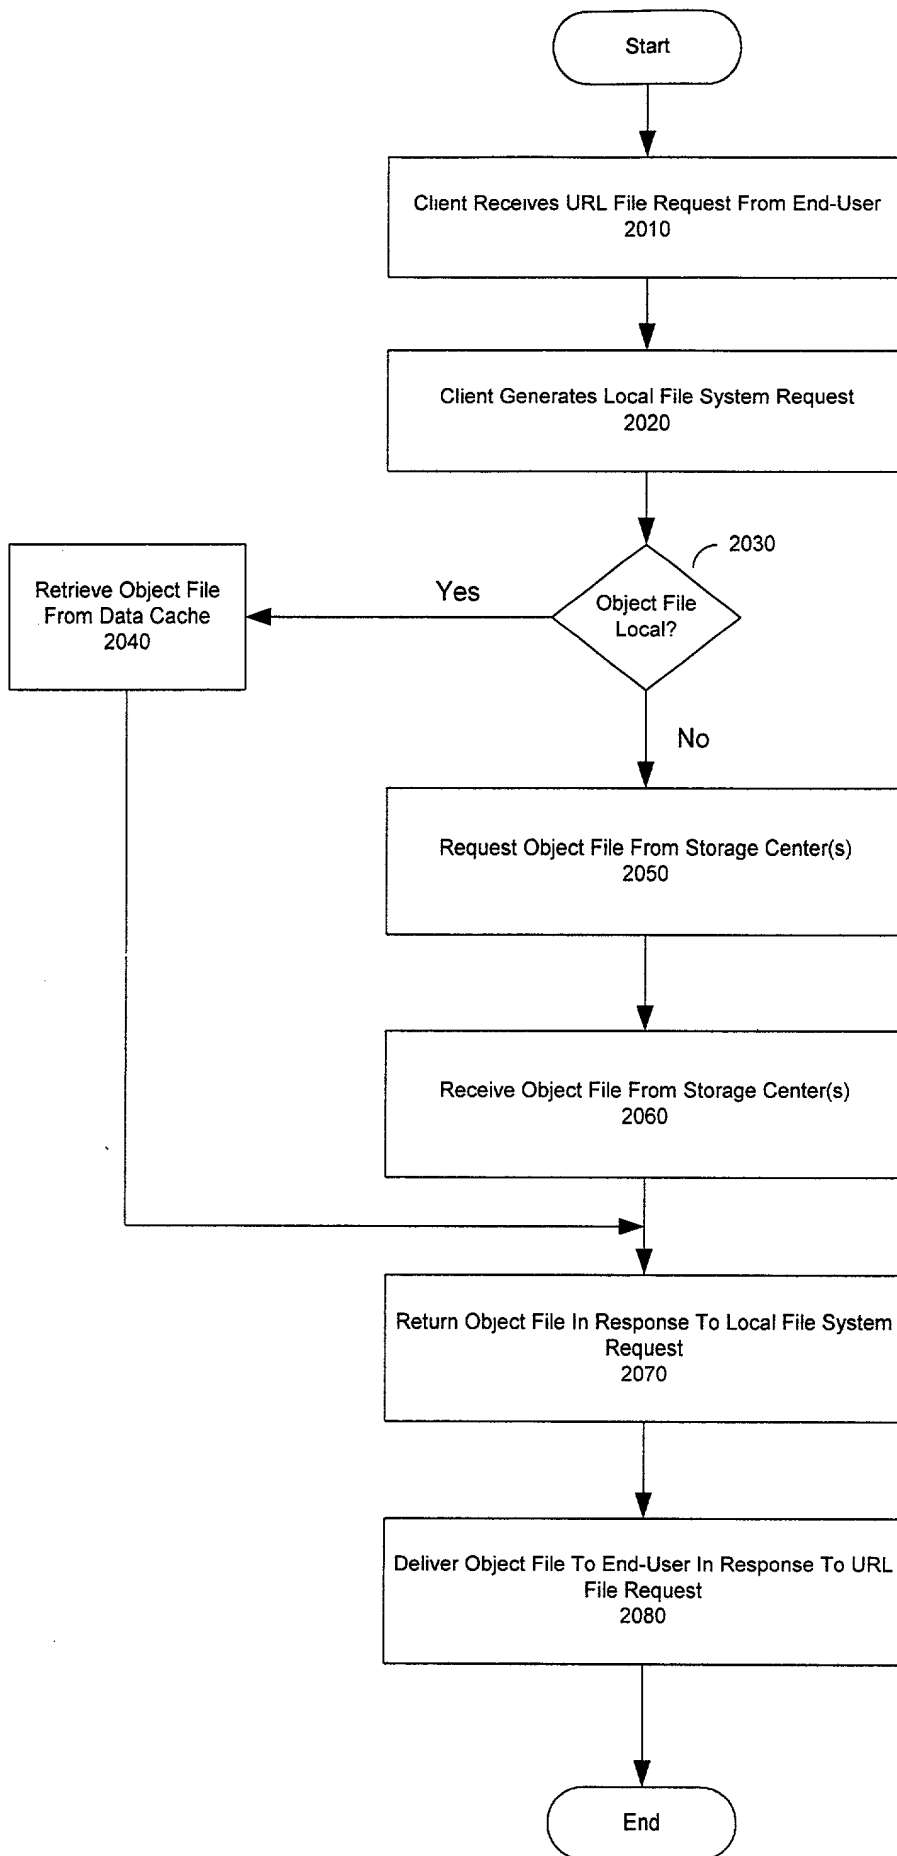 Start
Client Receives URL File Request From End-User
2010
Client Generates Local File System Request
2020
2030
Object File
Local?
Yes
Retrieve Object File
From Data Cache
2040
No
Request Object File From Storage Center(s)
2050
Receive Object File From Storage Center(s)
2060
Return Object File In Response To Local File System
Request
2070
Deliver Object File To End-User In Response To URL
File Request
2080
End